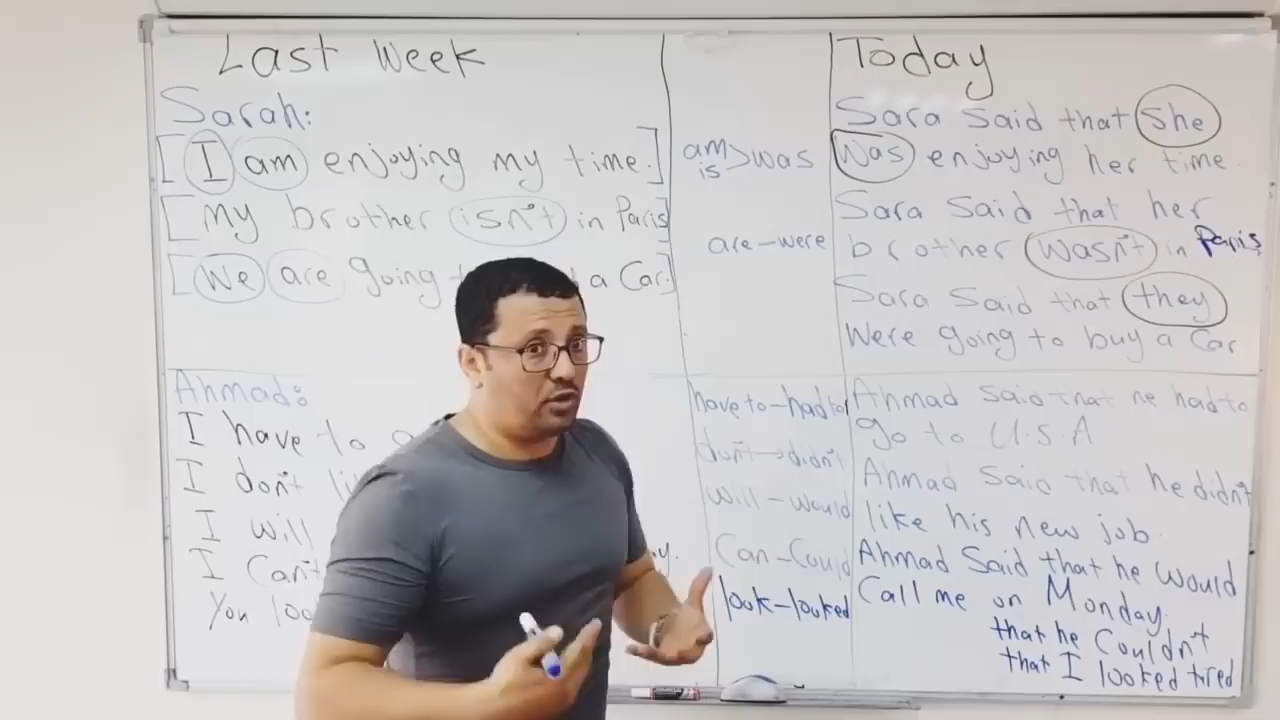 Last Week
Sarah:
[ I am enjoying my time.]
[ My brother isn't in Paris]
[ We are going a Car.]
Ahmad:
I have to
I don't
I will
I Can't
You
am
is >was
are-were
have to-had to
don't→didn't
will-would
Can-Could
look-looked
Today
Sara Said that she
was enjoying her time
Sara Said that her
brother wasn't in Paris
Sara Said that they
Were going to buy a Car
Ahmad Said that he had to
go to U.S.A
Ahmad Said that he didn't
like his new job.
Ahmad Said that he would
Call me on Monday.
that he Couldn't
that I looked tired